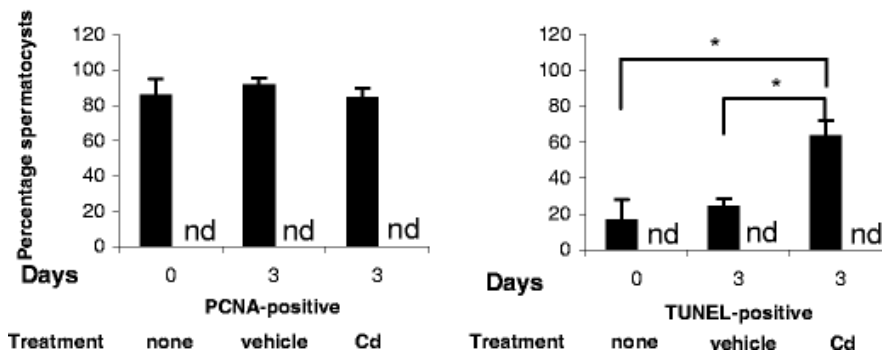 Percentage spermatocysts
120
100
80
60
40
20
0
nd nd nd
Days 0 3 3
PCNA-positive
Treatment none vehicle Cd
120
100
80
60
40
20
0
*
*
nd nd nd
Days 0 3 3
TUNEL-positive
Treatment none vehicle Cd